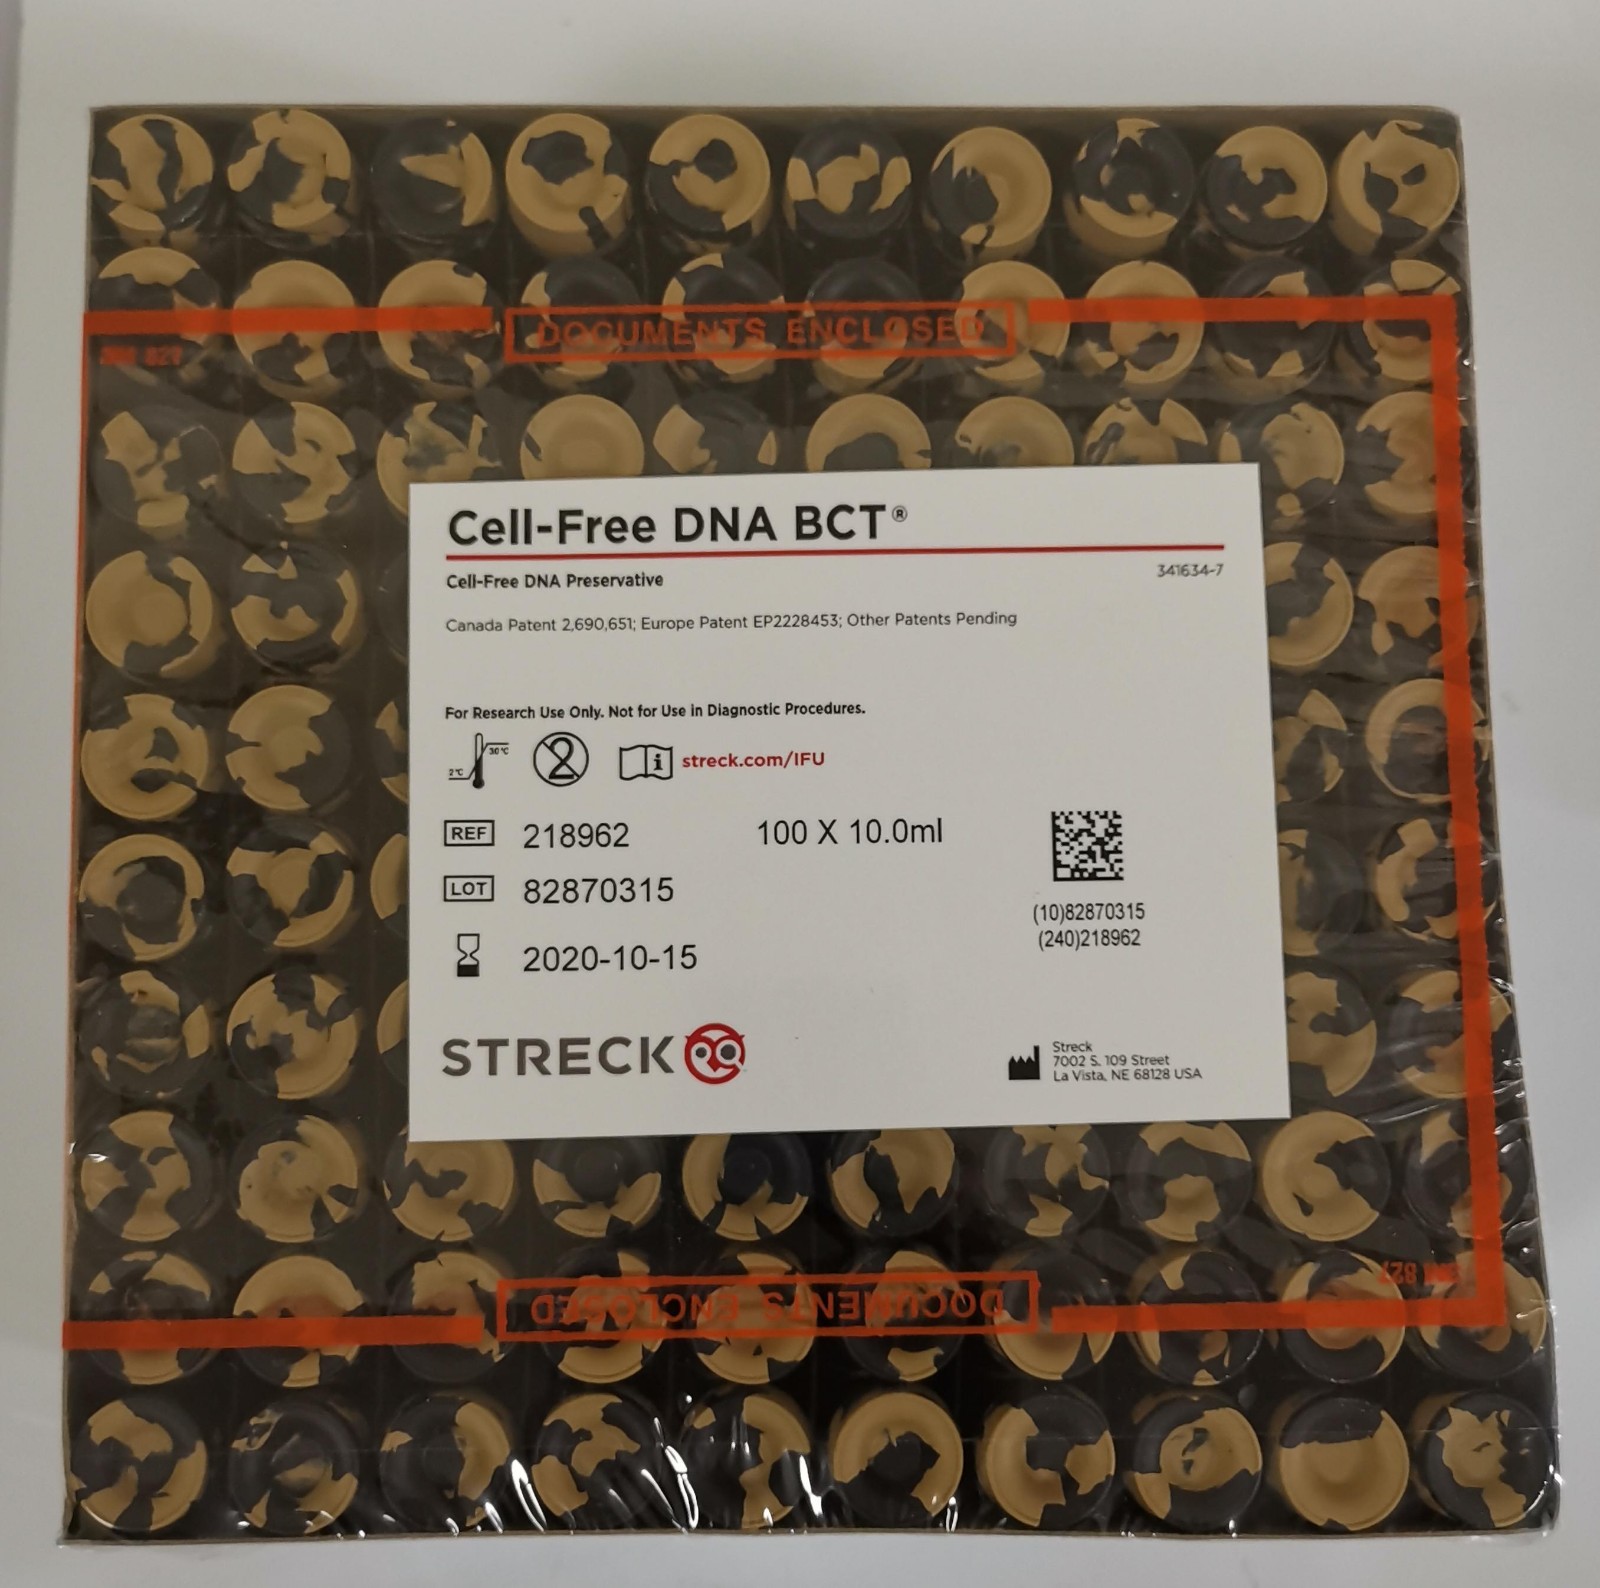 DOCUMENTS ENCLOSED
Cell-Free DNA BCT®
Cell-Free DNA Preservative
341634-7
Canada Patent 2,690,651; Europe Patent EP2228453; Other Patents Pending
For Research Use Only. Not for Use in Diagnostic Procedures.
2°C 30°C 2 i streck.com/IFU
REF 218962 100 X 10.0ml
LOT 82870315
(10)82870315
(240)218962
2020-10-15
STRECK
Streck
7002 S. 109 Street
La Vista, NE 68128 USA
827
DOCUMENTS ENCLOSED